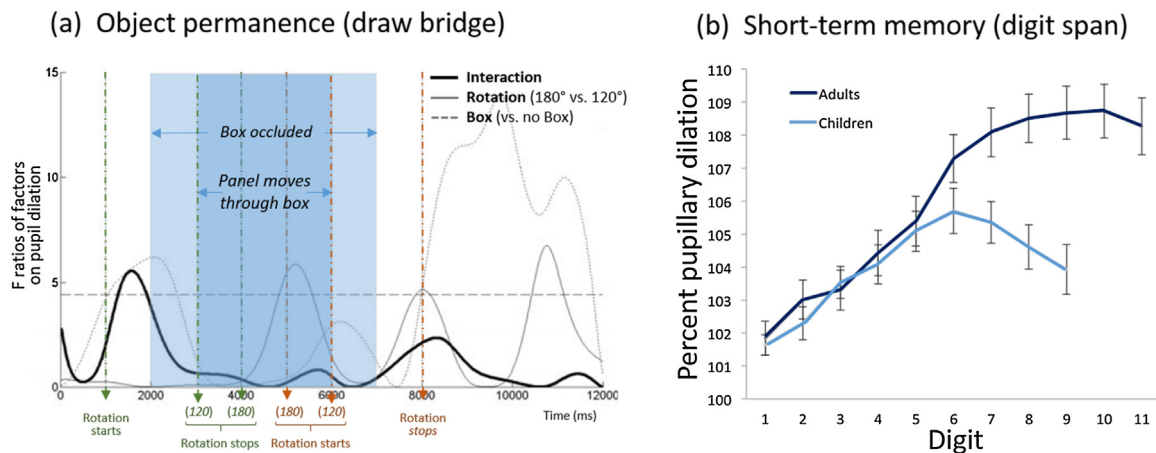 (a) Object permanence (draw bridge)
15
10
5
0
F ratios of factors
on pupil dilation
Interaction
Rotation (180° vs. 120°)
Box (vs. no Box)
Box occluded
Panel moves
through box
2000
4000
6000
8000
10000
12000
Time (ms)
Rotation
starts
(120)
(180)
Rotation stops
(180)
(120)
Rotation starts
Rotation
stops
(b) Short-term memory (digit span)
110
109
108
107
106
104
103
102
101
100
Percent pupillary dilation
Adults
Children
1 2 3 4 5 6 7 8 9 10 11
Digit